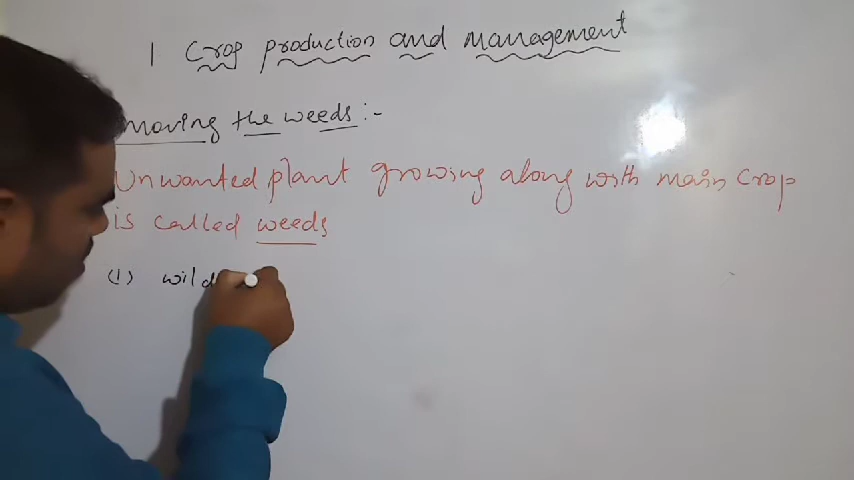 1 Crop production and management
moving the weeds :-
Unwanted plant growing along with main crop
is called weeds
(1) wild